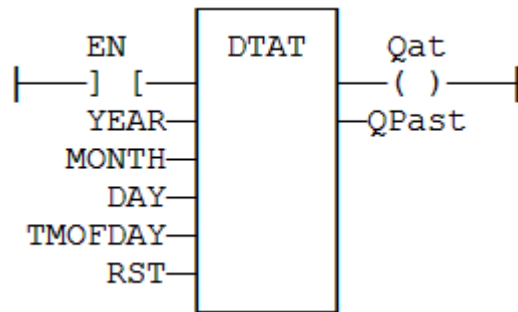 EN DTAT Qat
] [ ( )
YEAR QPast
MONTH
DAY
TMOFDAY
RST